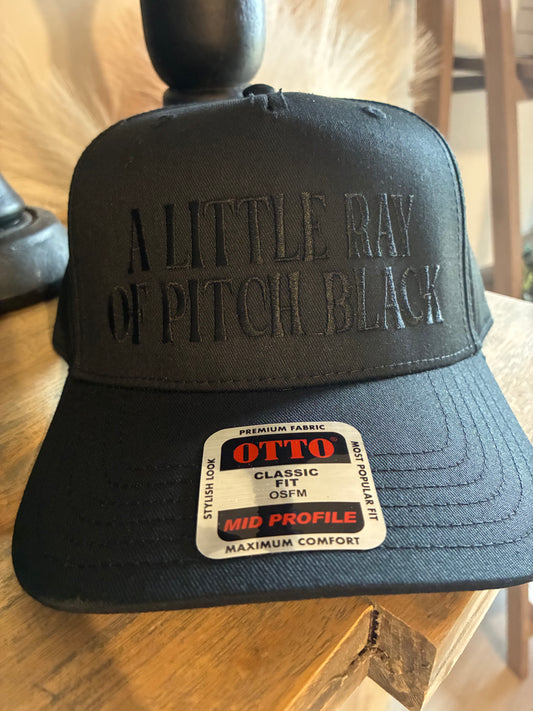 A LITTLE RAY
OF PITCH BLACK
PREMIUM FABRIC
OTTO®
CLASSIC
FIT
OSFM
MID PROFILE
MAXIMUM COMFORT
STYLISH LOOK
MOST POPULAR FIT